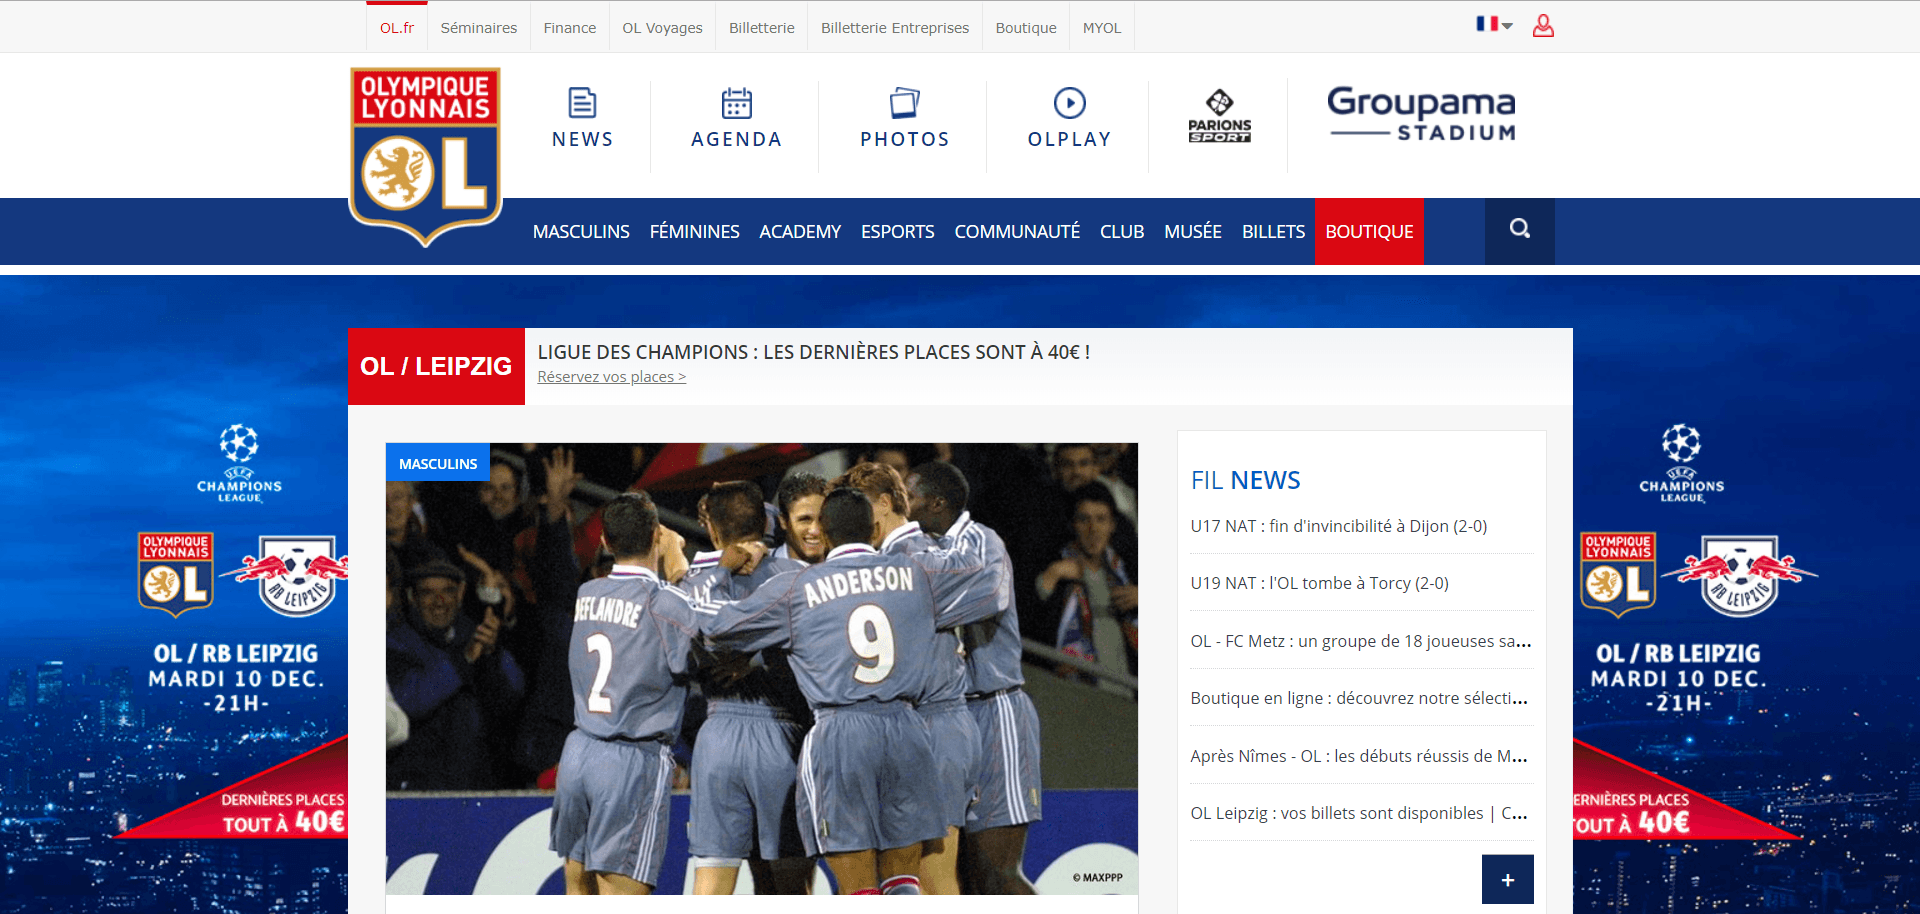 OL.fr
Séminaires
Finance
OL Voyages
Billetterie
Billetterie Entreprises
Boutique
MYOL
OLYMPIQUE
LYONNAIS
OL
NEWS
AGENDA
PHOTOS
OLPLAY
PARIONS
SPORT
Groupama
STADIUM
MASCULINS
FÉMININES
ACADEMY
ESPORTS
COMMUNAUTÉ
CLUB
MUSÉE
BILLETS
BOUTIQUE
OL / LEIPZIG
LIGUE DES CHAMPIONS : LES DERNIÈRES PLACES SONT À 40€ !
Réservez vos places >
UEFA
CHAMPIONS
LEAGUE
OLYMPIQUE
LYONNAIS
OL
RB LEIPZIG
OL / RB LEIPZIG
MARDI 10 DEC.
-21H-
DERNIÈRES PLACES
TOUT À 40€
MASCULINS
DEFLANDRE
2
ANDERSON
9
© MAXPPP
FIL NEWS
U17 NAT : fin d'invincibilité à Dijon (2-0)
U19 NAT : l'OL tombe à Torcy (2-0)
OL - FC Metz : un groupe de 18 joueuses sa...
Boutique en ligne : découvrez notre sélecti...
Après Nîmes - OL : les débuts réussis de M...
OL Leipzig : vos billets sont disponibles | C...
+
UEFA
CHAMPIONS
LEAGUE
OLYMPIQUE
LYONNAIS
OL
RB LEIPZIG
OL / RB LEIPZIG
MARDI 10 DEC.
-21H-
ERNIÈRES PLACES
OUT À 40€